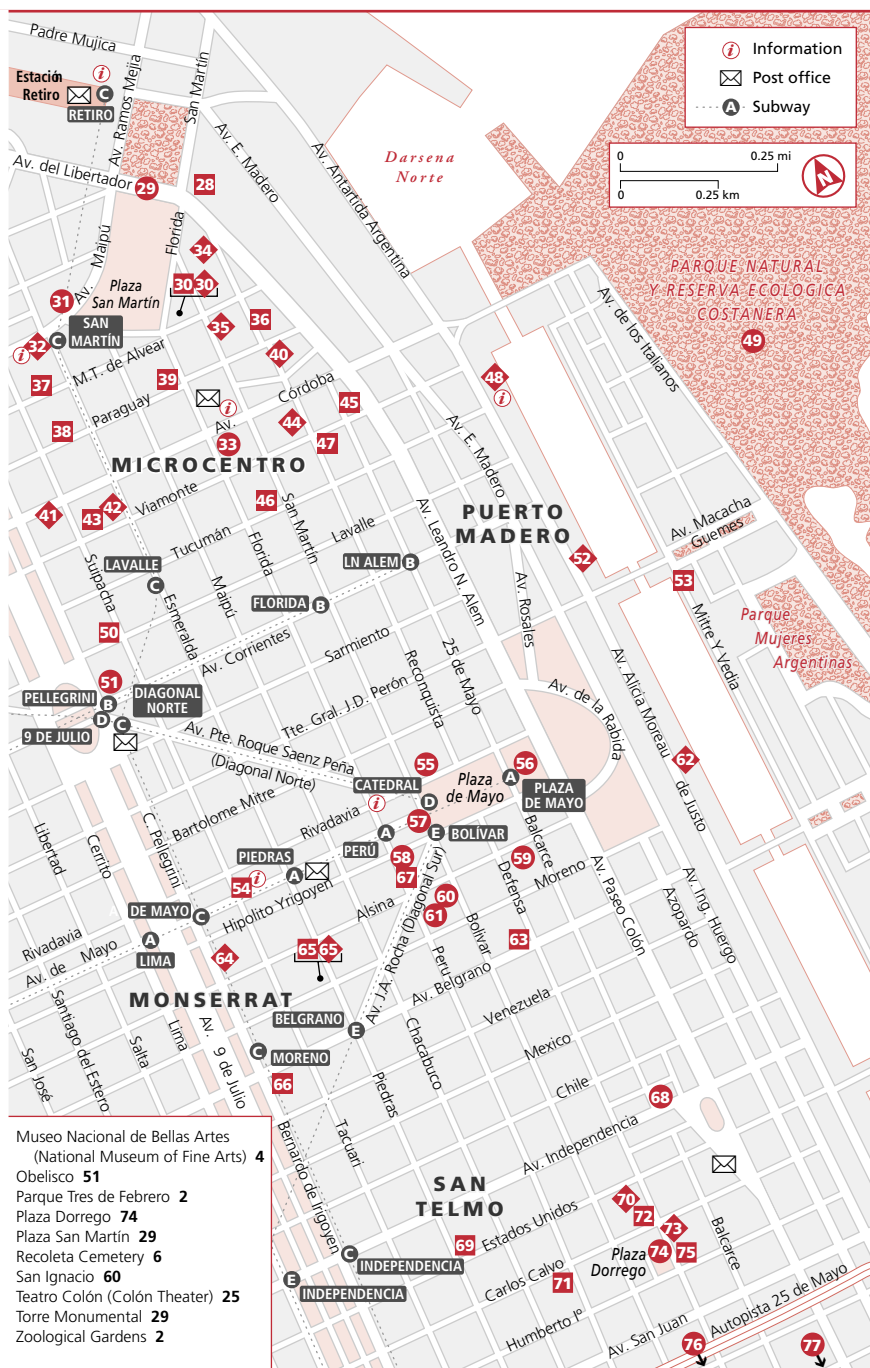 Padre Mujica
Estación
Retiro
C
RETIRO
Av. Ramos Mejia
San Martín
Av. del Libertador
29
28
Av. E. Madero
Av. Antartida Argentina
Darsena
Norte
i Information
Post office
A Subway
0 0.25 mi
0 0.25 km
N
PARQUE NATURAL
Y RESERVA ECOLOGICA
COSTANERA
49
Av. de los Italianos
Florida
Av. Maipú
Plaza
San Martín
34
30 30
31
32
C
SAN
MARTÍN
35
36
M.T. de Alvear
37
39
40
48
Paraguay
38
Av. Córdoba
45
44
33
47
MICROCENTRO
Av. E. Madero
41
43
42
Viamonte
46
San Martín
PUERTO
MADERO
Av. Macacha
Guemes
Tucumán
Florida
Lavalle
Av. Leandro N. Alem
LN ALEM
B
52
53
Suipacha
LAVALLE
C
Esmeralda
Maipú
FLORIDA
B
Av. Rosales
Mitre Y Vedia
Parque
Mujeres
Argentinas
50
Av. Corrientes
Sarmiento
51
PELLEGRINI
B
D
C
DIAGONAL
NORTE
9 DE JULIO
Tte. Gral. J.D. Perón
Reconquista
25 de Mayo
Av. de la Rabida
Av. Alicia Moreau
de Justo
62
Av. Pte. Roque Saenz Peña
(Diagonal Norte)
55
CATEDRAL
D
Plaza
de Mayo
A
56
PLAZA
DE MAYO
Libertad
Cerrito
C. Pellegrini
Bartolome Mitre
Rivadavia
57
E
BOLÍVAR
A
PERÚ
58
67
Balcarce
59
Defensa
Moreno
Av. Paseo Colón
Av. Ing. Huergo
Azopardo
PIEDRAS
A
54
Hipolito Yrigoyen
Alsina
60
61
Bolivar
Peru
63
A
DE MAYO
C
Rivadavia
Av. de Mayo
A
LIMA
64
65 65
Av. J.A. Rocha (Diagonal Sur)
Av. Belgrano
MONSERRAT
BELGRANO
E
Venezuela
San José
Santiago del Estero
Salta
Lima
Av. 9 de Julio
C
MORENO
Chacabuco
Mexico
66
Piedras
Chile
68
Tacuari
Av. Independencia
Bernardo de Irigoyen
SAN
TELMO
70
72
73
Balcarce
Estados Unidos
69
C
INDEPENDENCIA
Plaza
Dorrego
74
75
E
INDEPENDENCIA
Carlos Calvo
71
Humberto Iº
Av. San Juan
Autopista 25 de Mayo
76
77
Museo Nacional de Bellas Artes
(National Museum of Fine Arts) 4
Obelisco 51
Parque Tres de Febrero 2
Plaza Dorrego 74
Plaza San Martín 29
Recoleta Cemetery 6
San Ignacio 60
Teatro Colón (Colón Theater) 25
Torre Monumental 29
Zoological Gardens 2